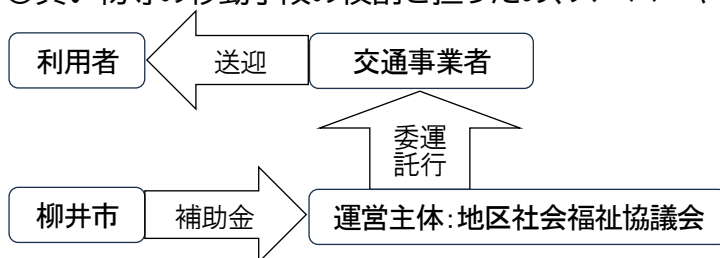 利用者
送迎
交通事業者
委運
託行
柳井市
補助金
運営主体:地区社会福祉協議会